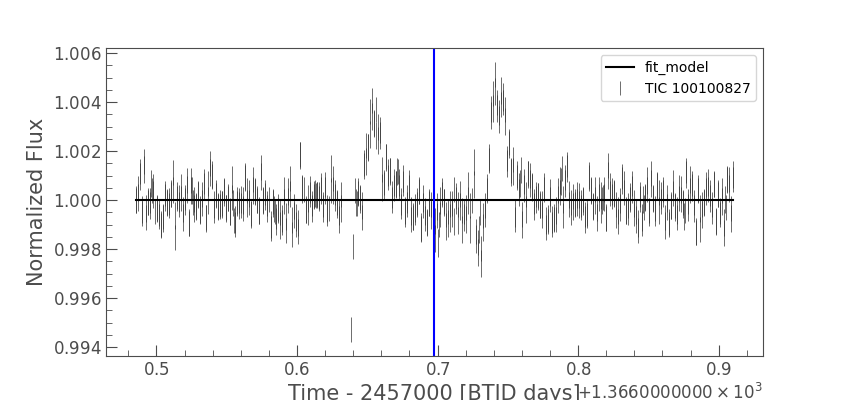 1.006
1.004
1.002
1.000
0.998
0.996
0.994
Normalized Flux
fit_model
TIC 100100827
0.5 0.6 0.7 0.8 0.9
Time - 2457000 [BTJD days]
+1.3660000000 × 10³